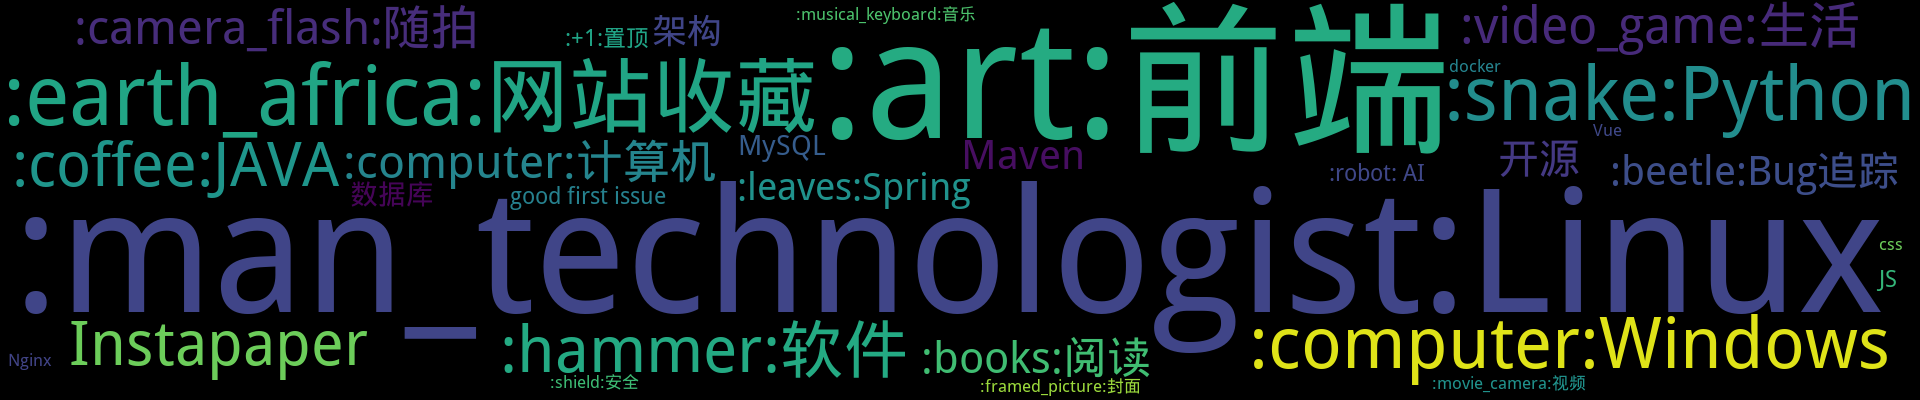 :camera_flash:随拍
:+1:置顶
架构
:musical_keyboard:音乐
:art:前端
:video_game:生活
:earth_africa:网站收藏
docker
:snake:Python
:coffee:JAVA
:computer:计算机
MySQL
Maven
Vue
开源
:robot: AI
:beetle:Bug追踪
数据库
good first issue
:leaves:Spring
:man_technologist:Linux
css
JS
Nginx
Instapaper
:hammer:软件
:books:阅读
:computer:Windows
:shield:安全
:framed_picture:封面
:movie_camera:视频